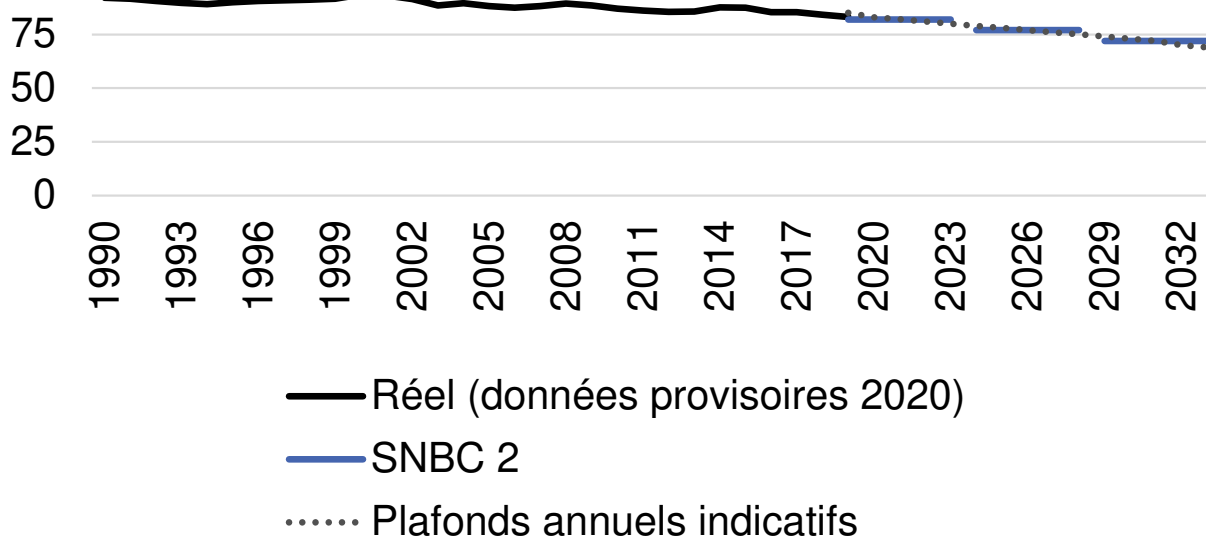 75
50
25
0
1990 1993 1996 1999 2002 2005 2008 2011 2014 2017 2020 2023 2026 2029 2032
Réel (données provisoires 2020)
SNBC 2
Plafonds annuels indicatifs